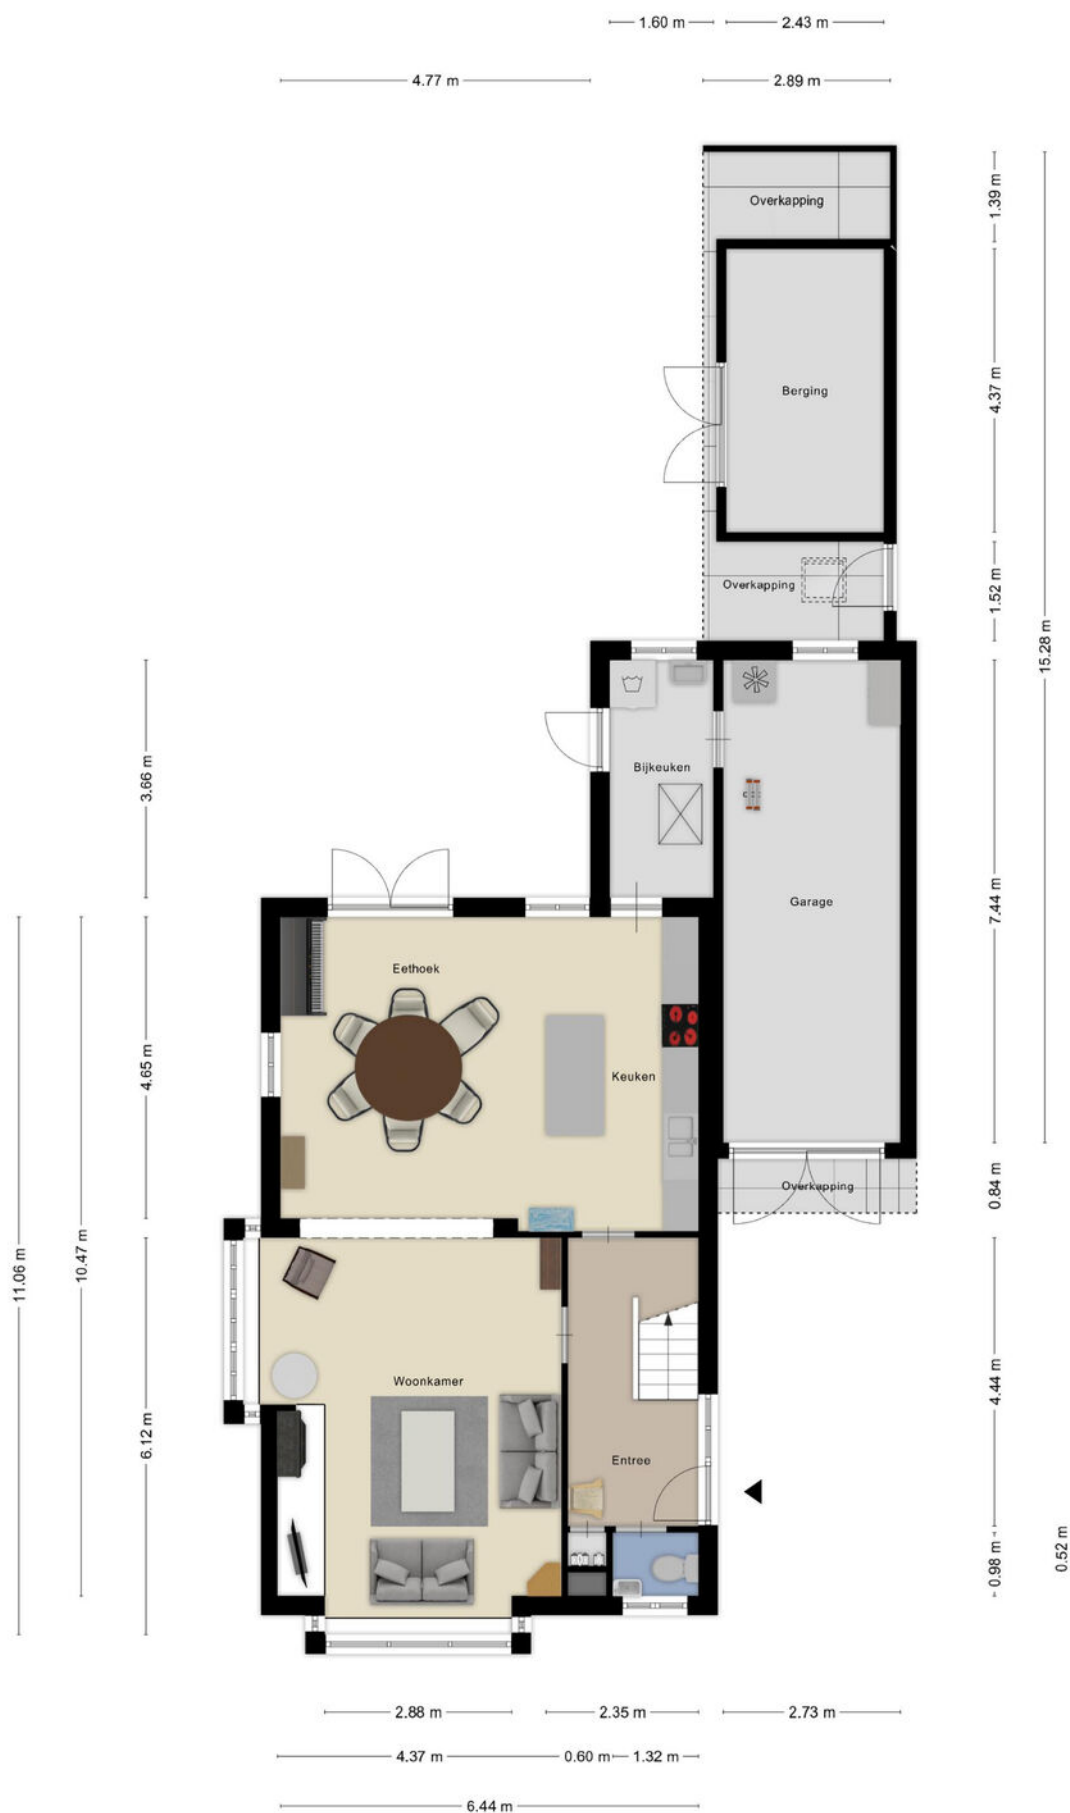 1.60 m
2.43 m
4.77 m
2.89 m
Overkapping
1.39 m
Berging
4.37 m
Overkapping
1.52 m
15.28 m
3.66 m
Bijkeuken
Garage
7.44 m
Eethoek
4.65 m
Keuken
Overkapping
0.84 m
11.06 m
10.47 m
6.12 m
Woonkamer
Entree
4.44 m
0.98 m
0.52 m
2.88 m
2.35 m
2.73 m
4.37 m
0.60 m
1.32 m
6.44 m